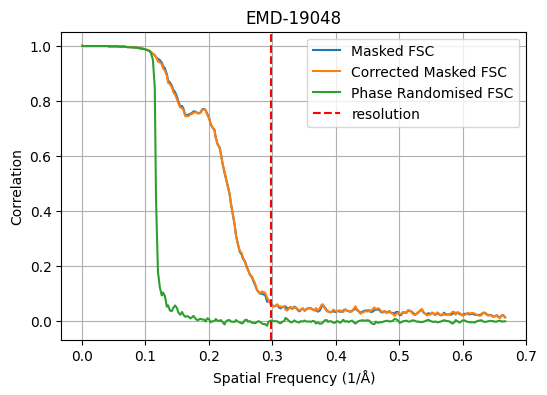 EMD-19048
Masked FSC
Corrected Masked FSC
Phase Randomised FSC
resolution
Correlation
1.0
0.8
0.6
0.4
0.2
0.0
0.0 0.1 0.2 0.3 0.4 0.5 0.6 0.7
Spatial Frequency (1/Å)